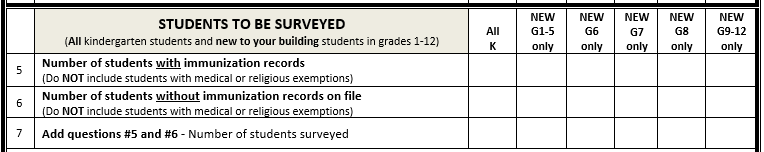 STUDENTS TO BE SURVEYED
(All kindergarten students and new to your building students in grades 1-12)
All
K
NEW
G1-5
only
NEW
G6
only
NEW
G7
only
NEW
G8
only
NEW
G9-12
only
5
Number of students with immunization records
(Do NOT include students with medical or religious exemptions)
6
Number of students without immunization records on file
(Do NOT include students with medical or religious exemptions)
7
Add questions #5 and #6 - Number of students surveyed